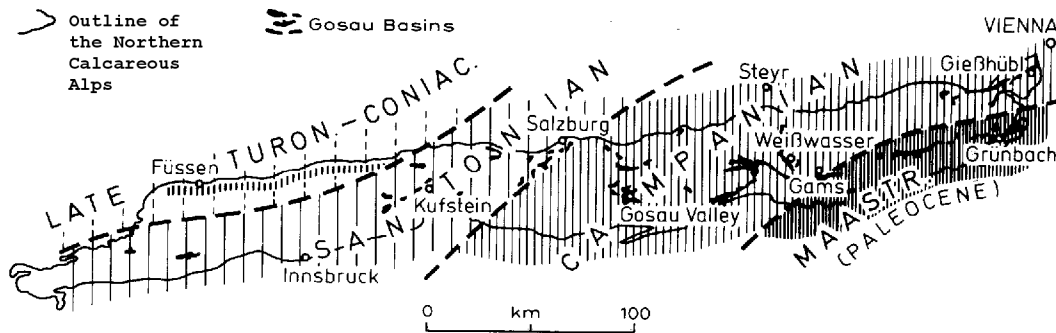 Outline of
the Northern
Calcareous
Alps
Gosau Basins
VIENNA
Gießhübl
Steyr
LATE TURON.-CONIAC.
SANTONIAN
CAMPANIAN
MAASTR.
(PALEOCENE)
Salzburg
Füssen
Weißwasser
Grünbach
Kufstein
Gams
Gosau Valley
Innsbruck
0 km 100